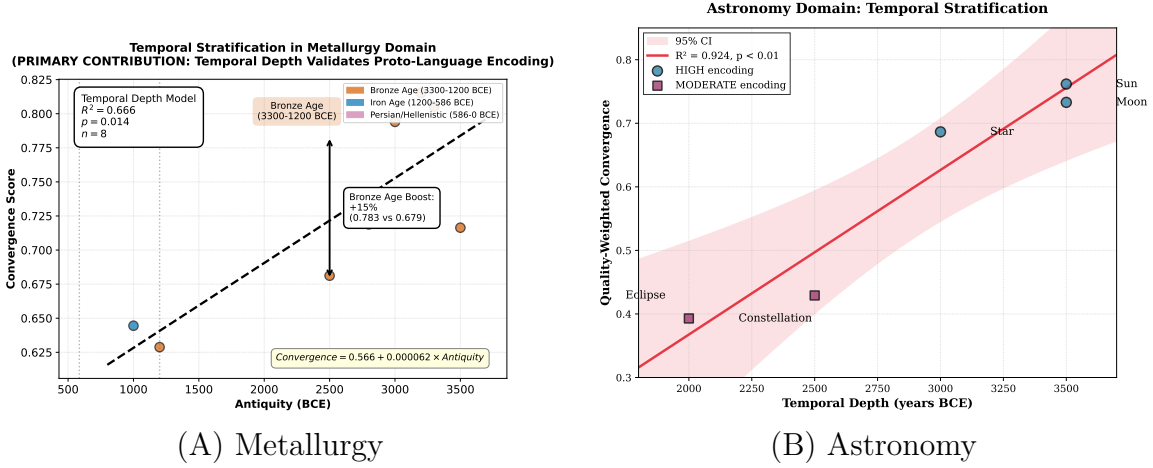 Temporal Stratification in Metallurgy Domain
(PRIMARY CONTRIBUTION: Temporal Depth Validates Proto-Language Encoding)
Temporal Depth Model
R² = 0.666
p = 0.014
n = 8
Bronze Age
(3300-1200 BCE)
Bronze Age (3300-1200 BCE)
Iron Age (1200-586 BCE)
Persian/Hellenistic (586-0 BCE)
Bronze Age Boost:
+15%
(0.783 vs 0.679)
Convergence = 0.566 + 0.000062 × Antiquity
Convergence Score
0.825
0.800
0.775
0.750
0.725
0.700
0.675
0.650
0.625
500 1000 1500 2000 2500 3000 3500
Antiquity (BCE)
(A) Metallurgy
Astronomy Domain: Temporal Stratification
95% CI
R² = 0.924, p < 0.01
HIGH encoding
MODERATE encoding
Sun
Moon
Star
Eclipse
Constellation
Quality-Weighted Convergence
0.8
0.7
0.6
0.5
0.4
0.3
2000 2250 2500 2750 3000 3250 3500
Temporal Depth (years BCE)
(B) Astronomy